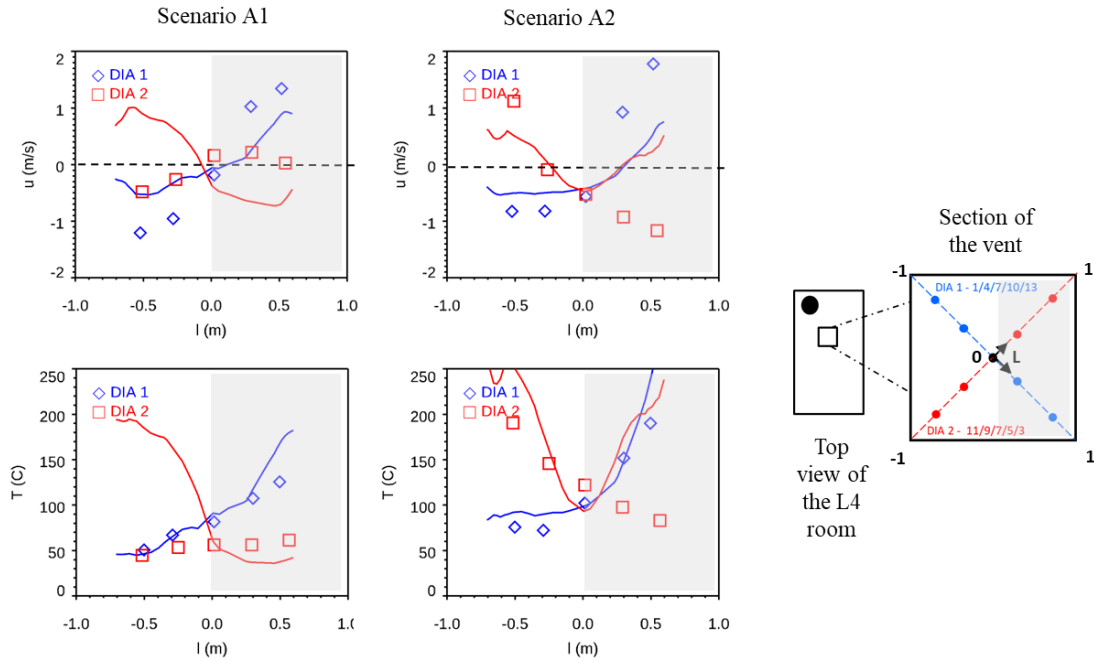 Scenario A1
Scenario A2
2
1
0
-1
-2
u (m/s)
DIA 1
DIA 2
-1.0
-0.5
0.0
0.5
1.0
l (m)
2
1
0
-1
-2
u (m/s)
DIA 1
DIA 2
-1.0
-0.5
0.0
0.5
1.0
l (m)
250
200
150
100
50
0
T (C)
DIA 1
DIA 2
-1.0
-0.5
0.0
0.5
l (m)
250
200
150
100
50
0
T (C)
DIA 1
DIA 2
-1.0
-0.5
0.0
0.5
1.0
l (m)
Section of
the vent
-1
1
DIA 1 - 1/4/7/10/13
0
L
DIA 2 - 11/9/7/5/3
-1
1
Top
view of
the L4
room